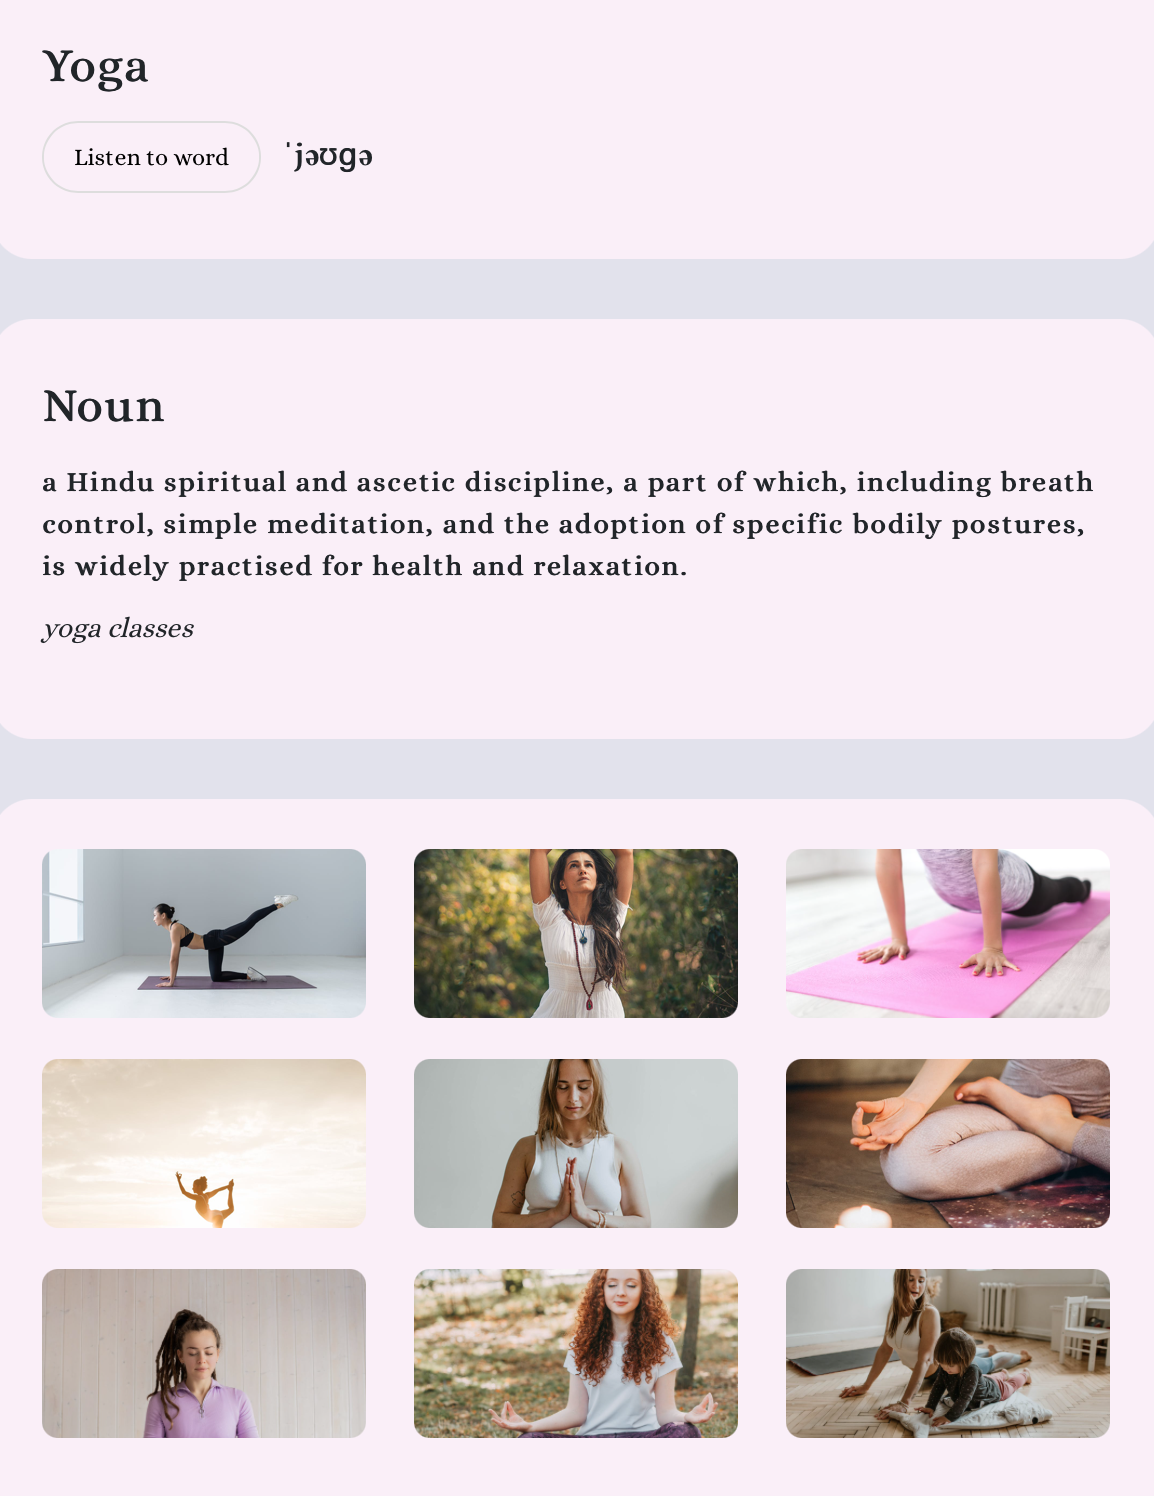 Yoga
Listen to word
ˈjəʊɡə
Noun
a Hindu spiritual and ascetic discipline, a part of which, including breath
control, simple meditation, and the adoption of specific bodily postures,
is widely practised for health and relaxation.
yoga classes